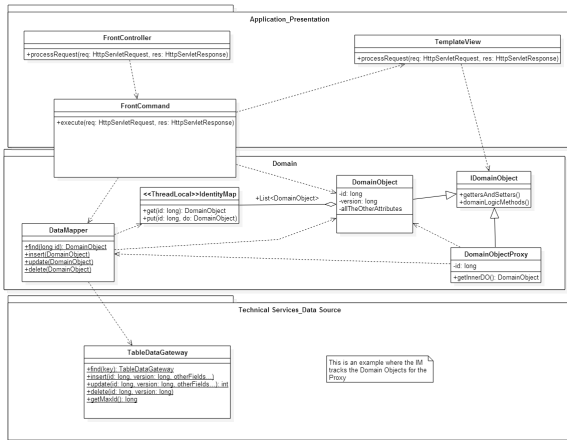 Application_Presentation
FrontController
+processRequest(req: HttpServletRequest, res: HttpServletResponse)
TemplateView
+processRequest(req: HttpServletRequest, res: HttpServletResponse)
FrontCommand
+execute(req: HttpServletRequest, res: HttpServletResponse)
Domain
<<ThreadLocal>>IdentityMap
+get(id: long): DomainObject
+put(id: long, do: DomainObject)
+List<DomainObject>
DomainObject
-id: long
-version: long
-allTheOtherAttributes
IDomainObject
+gettersAndSetters()
+domainLogicMethods()
DataMapper
+find(long id): DomainObject
+insert(DomainObject)
+update(DomainObject)
+delete(DomainObject)
DomainObjectProxy
-id: long
+getInnerDO(): DomainObject
Technical Services_Data Source
TableDataGateway
+find(key): TableDataGateway
+insert(id: long, version: long, otherFields...)
+update(id: long, version: long, otherFields...): int
+delete(id: long, version: long)
+getMaxId(): long
This is an example where the IM
tracks the Domain Objects for the
Proxy